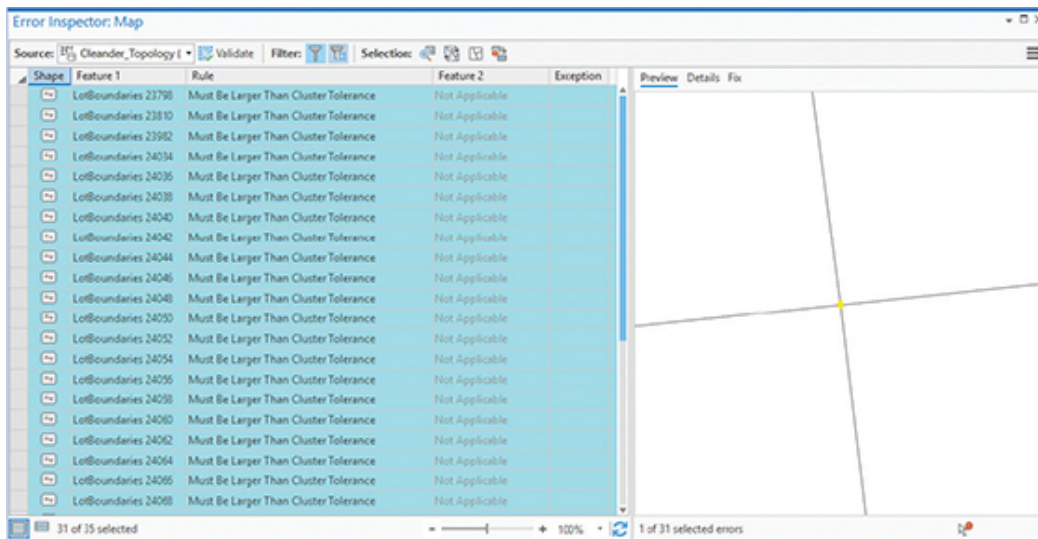 Error Inspector: Map
Source: Cleander_Topology ( Validate Filter: Selection:
Shape Feature 1 Rule Feature 2 Exception
Preview Details Fix
LotBoundaries 23798 Must Be Larger Than Cluster Tolerance Not Applicable
LotBoundaries 23810 Must Be Larger Than Cluster Tolerance Not Applicable
LotBoundaries 23982 Must Be Larger Than Cluster Tolerance Not Applicable
LotBoundaries 24034 Must Be Larger Than Cluster Tolerance Not Applicable
LotBoundaries 24036 Must Be Larger Than Cluster Tolerance Not Applicable
LotBoundaries 24038 Must Be Larger Than Cluster Tolerance Not Applicable
LotBoundaries 24040 Must Be Larger Than Cluster Tolerance Not Applicable
LotBoundaries 24042 Must Be Larger Than Cluster Tolerance Not Applicable
LotBoundaries 24044 Must Be Larger Than Cluster Tolerance Not Applicable
LotBoundaries 24046 Must Be Larger Than Cluster Tolerance Not Applicable
LotBoundaries 24048 Must Be Larger Than Cluster Tolerance Not Applicable
LotBoundaries 24050 Must Be Larger Than Cluster Tolerance Not Applicable
LotBoundaries 24052 Must Be Larger Than Cluster Tolerance Not Applicable
LotBoundaries 24054 Must Be Larger Than Cluster Tolerance Not Applicable
LotBoundaries 24056 Must Be Larger Than Cluster Tolerance Not Applicable
LotBoundaries 24058 Must Be Larger Than Cluster Tolerance Not Applicable
LotBoundaries 24060 Must Be Larger Than Cluster Tolerance Not Applicable
LotBoundaries 24062 Must Be Larger Than Cluster Tolerance Not Applicable
LotBoundaries 24064 Must Be Larger Than Cluster Tolerance Not Applicable
LotBoundaries 24066 Must Be Larger Than Cluster Tolerance Not Applicable
LotBoundaries 24068 Must Be Larger Than Cluster Tolerance Not Applicable
31 of 35 selected - + 100% 1 of 31 selected errors